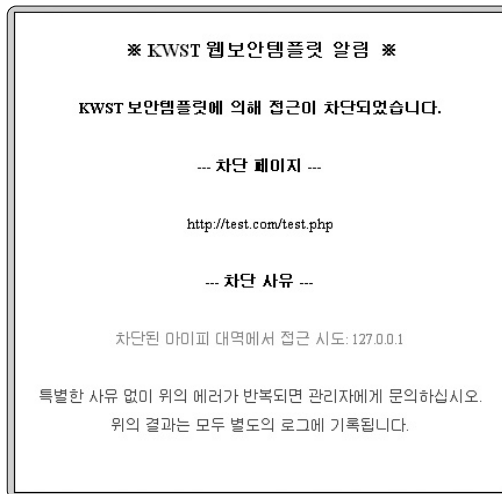 ※ KWST 웹보안템플릿 알림 ※
KWST 보안템플릿에 의해 접근이 차단되었습니다.
--- 차단 페이지 ---
http://test.com/test.php
--- 차단 사유 ---
차단된 아이피 대역에서 접근 시도: 127.0.0.1
특별한 사유 없이 위의 에러가 반복되면 관리자에게 문의하십시오.
위의 결과는 모두 별도의 로그에 기록됩니다.